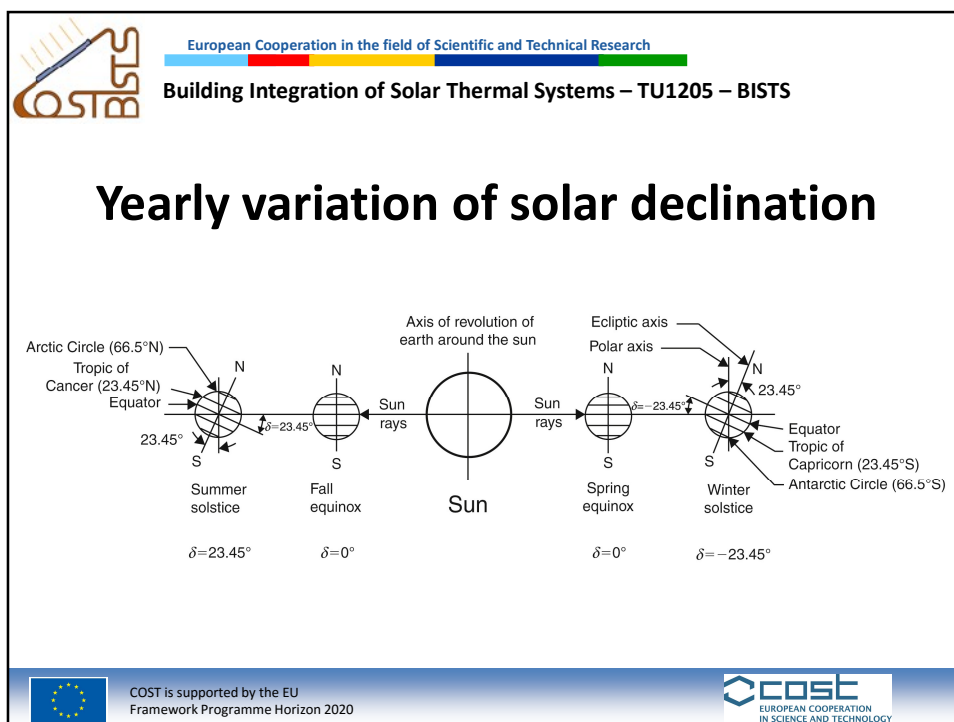 COST
BISTS
European Cooperation in the field of Scientific and Technical Research
Building Integration of Solar Thermal Systems – TU1205 – BISTS
Yearly variation of solar declination
Arctic Circle (66.5°N)
Tropic of
Cancer (23.45°N)
Equator
N
23.45°
S
δ=23.45°
Summer
solstice
δ=23.45°
N
S
Fall
equinox
δ=0°
Axis of revolution of
earth around the sun
Sun
rays
Sun
Sun
rays
N
S
Spring
equinox
δ=0°
Ecliptic axis
Polar axis
N
23.45°
δ=−23.45°
S
Equator
Tropic of
Capricorn (23.45°S)
Antarctic Circle (66.5°S)
Winter
solstice
δ=−23.45°
COST is supported by the EU
Framework Programme Horizon 2020
cost
EUROPEAN COOPERATION
IN SCIENCE AND TECHNOLOGY